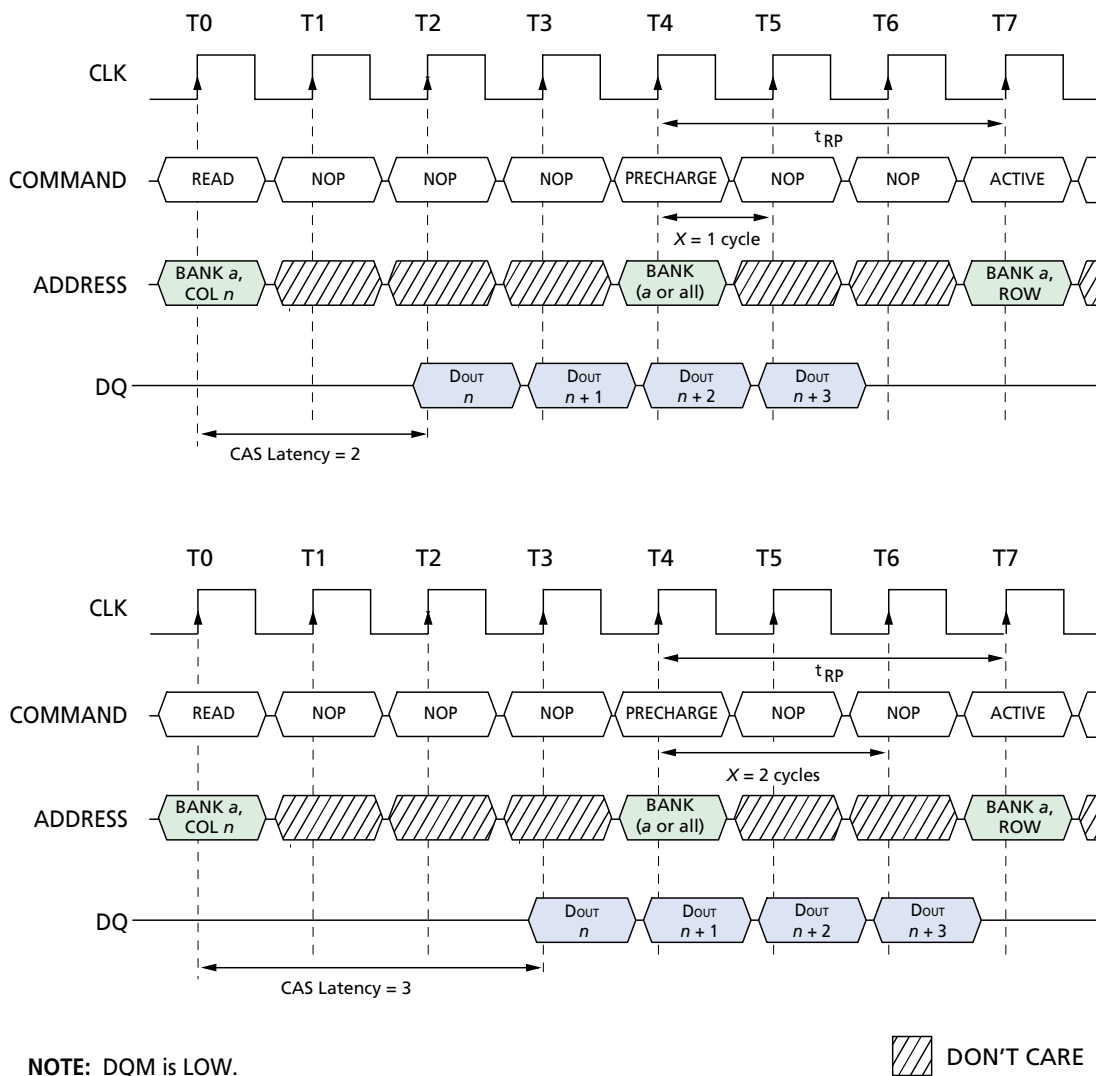 T0 T1 T2 T3 T4 T5 T6 T7
CLK
tRP
COMMAND READ NOP NOP NOP PRECHARGE NOP NOP ACTIVE
X = 1 cycle
ADDRESS BANK a, COL n BANK (a or all) BANK a, ROW
DQ DOUT n DOUT n + 1 DOUT n + 2 DOUT n + 3
CAS Latency = 2
T0 T1 T2 T3 T4 T5 T6 T7
CLK
tRP
COMMAND READ NOP NOP NOP PRECHARGE NOP NOP ACTIVE
X = 2 cycles
ADDRESS BANK a, COL n BANK (a or all) BANK a, ROW
DQ DOUT n DOUT n + 1 DOUT n + 2 DOUT n + 3
CAS Latency = 3
NOTE: DQM is LOW.
DON'T CARE